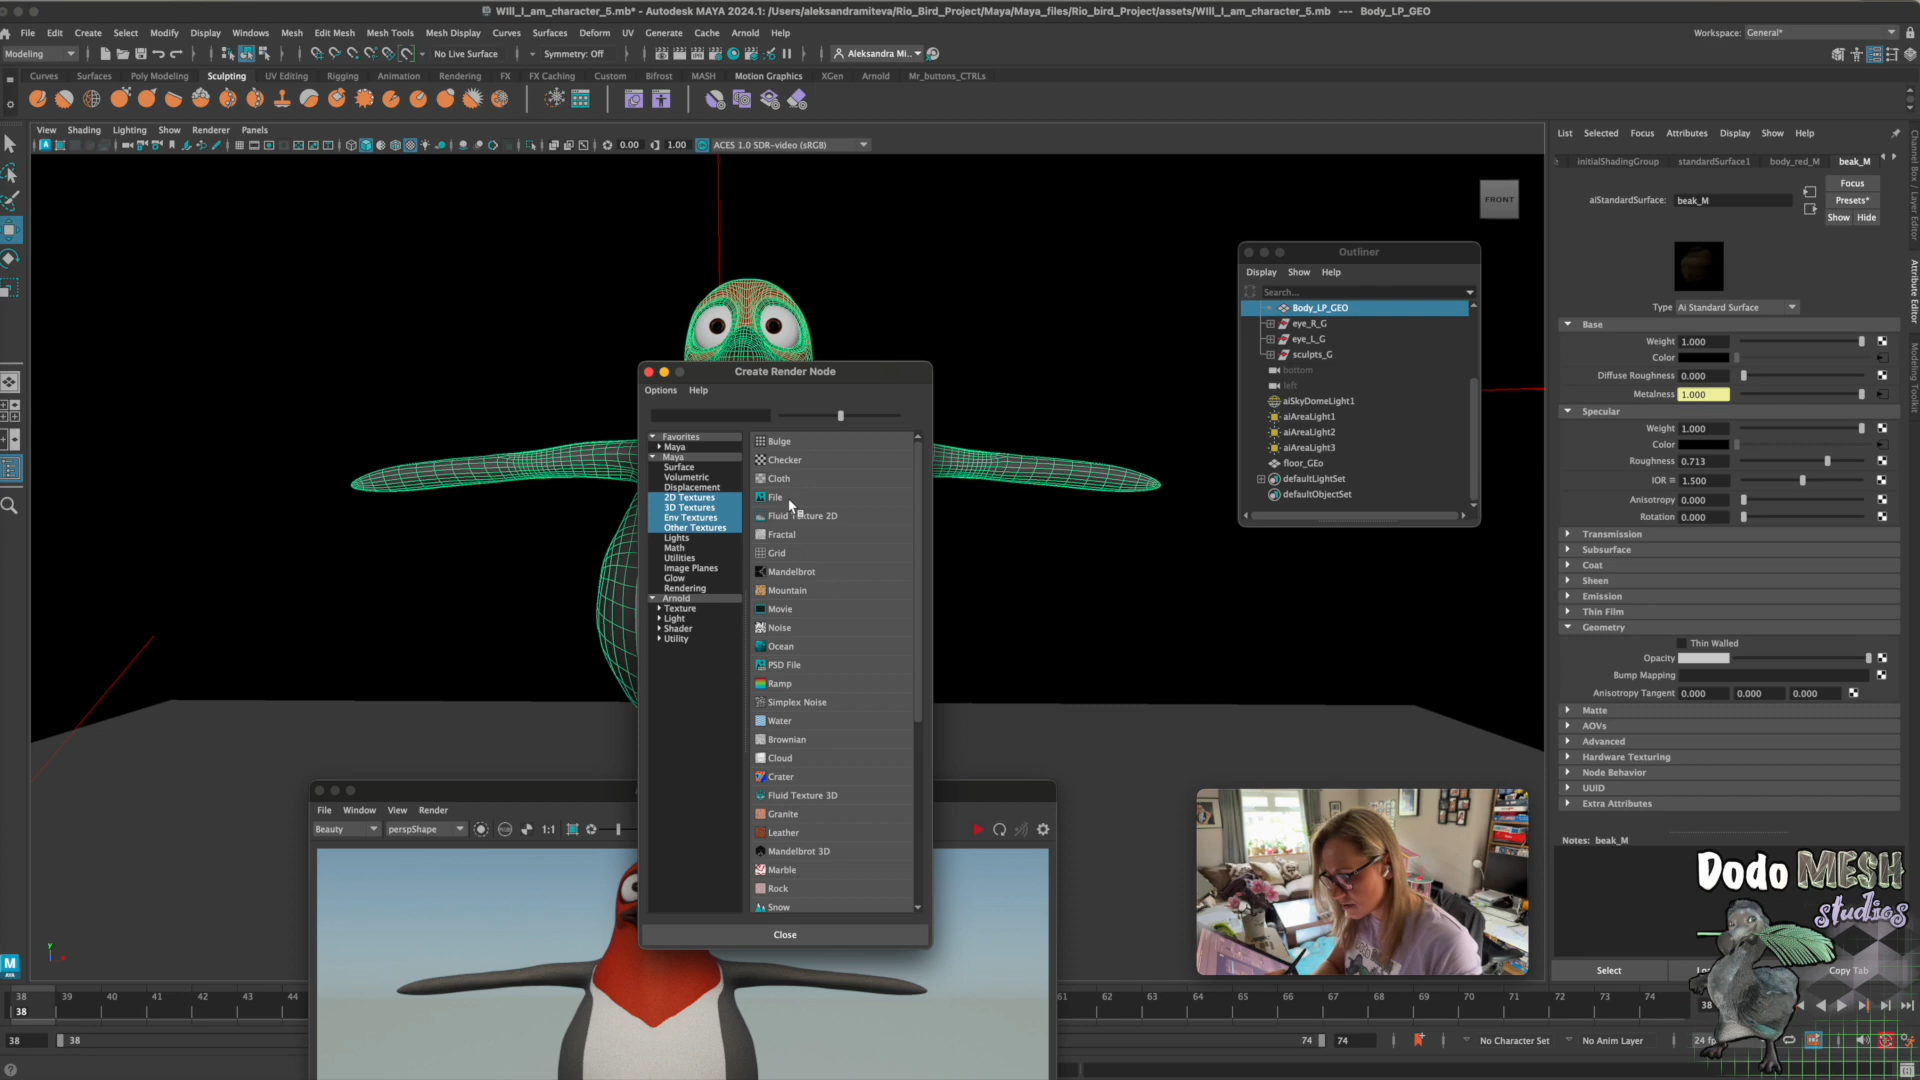 WIll_I_am_character_5.mb* - Autodesk MAYA 2024.1: /Users/aleksandramiteva/Rio_Bird_Project/Maya/Maya_files/Rio_bird_Project/assets/WIll_I_am_character_5.mb --- Body_LP_GEO
File Edit Create Select Modify Display Windows Mesh Edit Mesh Mesh Tools Mesh Display Curves Surfaces Deform UV Generate Cache Arnold Help
Workspace: General*
Modeling
No Live Surface
Symmetry: Off
Aleksandra Mi..
Curves Surfaces Poly Modeling Sculpting UV Editing Rigging Animation Rendering FX FX Caching Custom Bifrost MASH Motion Graphics XGen Arnold Mr_buttons_CTRLs
View Shading Lighting Show Renderer Panels
0.00 1.00 ACES 1.0 SDR-video (sRGB)
FRONT
Outliner
Display Show Help
Search...
Body_LP_GEO
eye_R_G
eye_L_G
sculpts_G
bottom
left
aiSkyDomeLight1
aiAreaLight1
aiAreaLight2
aiAreaLight3
floor_GEo
defaultLightSet
defaultObjectSet
Create Render Node
Options Help
Favorites
Maya
Maya
Surface
Volumetric
Displacement
2D Textures
3D Textures
Env Textures
Other Textures
Lights
Math
Utilities
Image Planes
Glow
Rendering
Arnold
Texture
Light
Shader
Utility
Bulge
Checker
Cloth
File
Fluid Texture 2D
Fractal
Grid
Mandelbrot
Mountain
Movie
Noise
Ocean
PSD File
Ramp
Simplex Noise
Water
Brownian
Cloud
Crater
Fluid Texture 3D
Granite
Leather
Mandelbrot 3D
Marble
Rock
Snow
Close
File Window View Render
Beauty perspShape 1:1
List Selected Focus Attributes Display Show Help
initialShadingGroup standardSurface1 body_red_M beak_M
aiStandardSurface: beak_M
Focus
Presets*
Show Hide
Type Ai Standard Surface
Base
Weight 1.000
Color
Diffuse Roughness 0.000
Metalness 1.000
Specular
Weight 1.000
Color
Roughness 0.713
IOR = 1.500
Anisotropy 0.000
Rotation 0.000
Transmission
Subsurface
Coat
Sheen
Emission
Thin Film
Geometry
Thin Walled
Opacity
Bump Mapping
Anisotropy Tangent 0.000 0.000 0.000
Matte
AOVs
Advanced
Hardware Texturing
Node Behavior
UUID
Extra Attributes
Notes: beak_M
Select
Copy Tab
Channel Box / Layer Editor
Attribute Editor
Modeling Toolkit
Dodo MESH
studios
M
AYA
y
38 39 40 41 42 43 44 61 62 63 64 65 66 67 68 69 70 71 72 73 74 38
38
38 38 74 74 No Character Set No Anim Layer